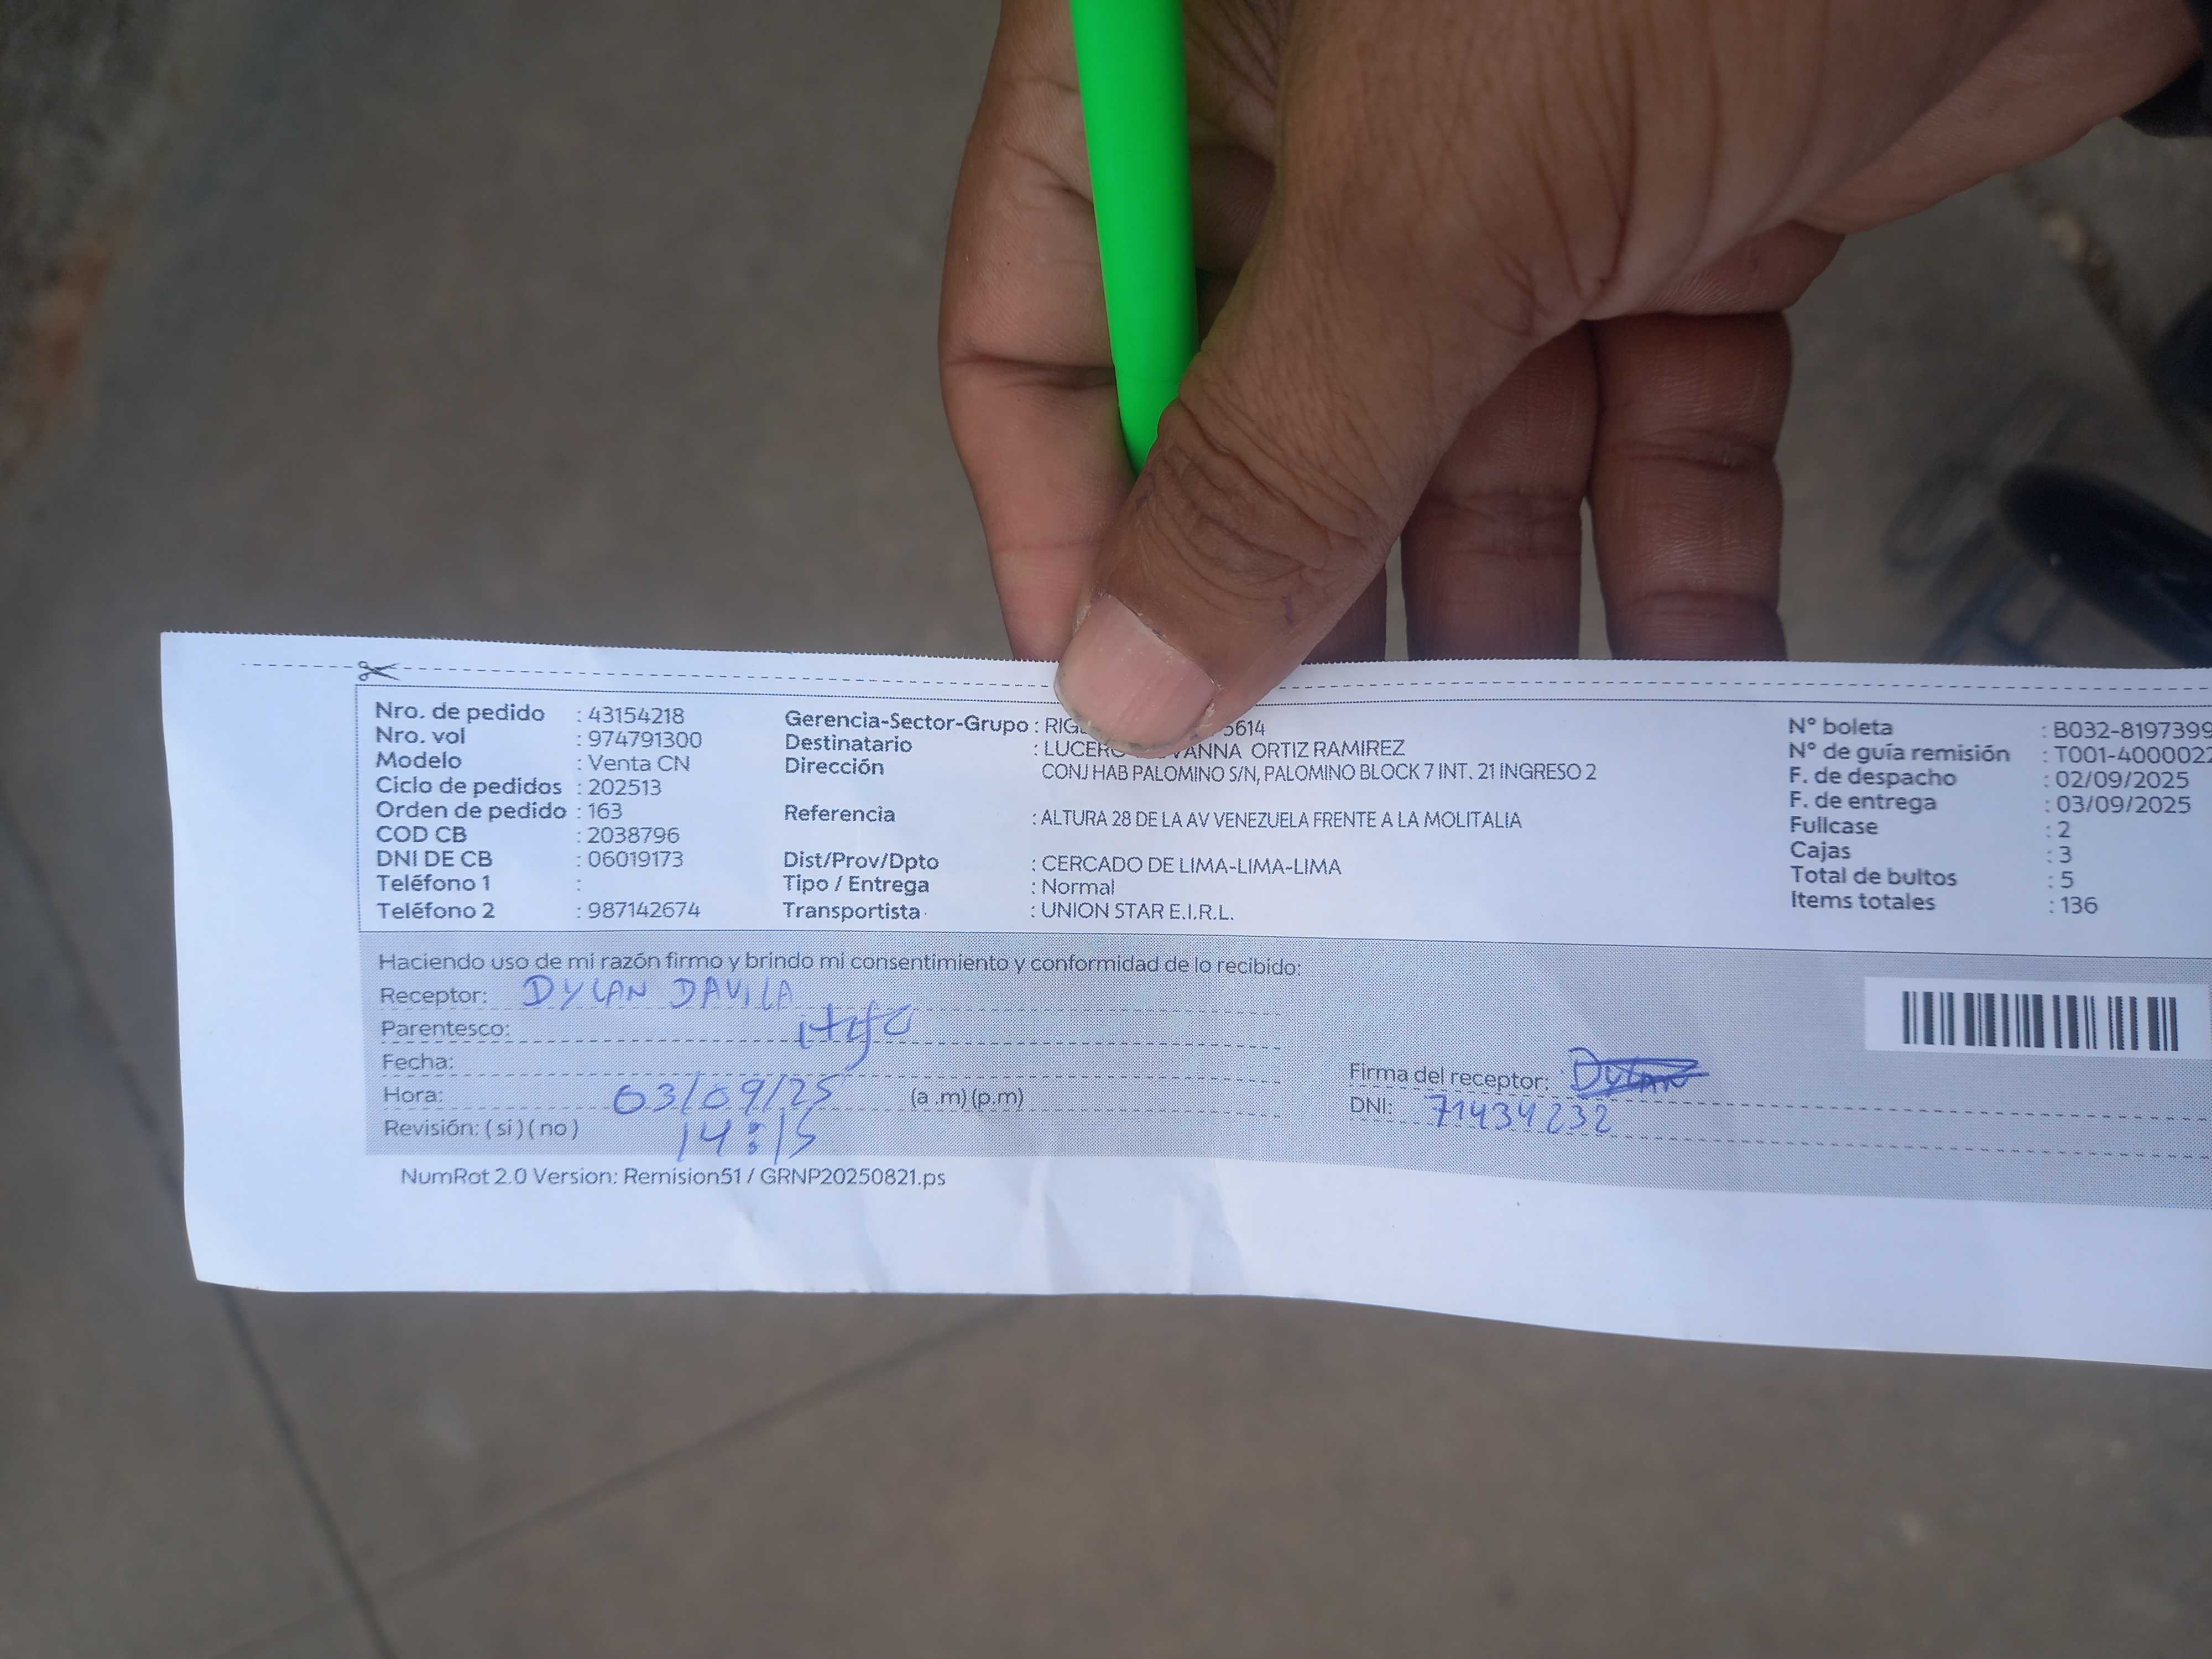 Nro. de pedido : 43154218
Nro. vol : 974791300
Modelo : Venta CN
Ciclo de pedidos : 202513
Orden de pedido : 163
COD CB : 2038796
DNI DE CB : 06019173
Teléfono 1 :
Teléfono 2 : 987142674
Gerencia-Sector-Grupo : 5614
Destinatario : ORTIZ RAMIREZ
Dirección CONJ HAB PALOMINO S/N, PALOMINO BLOCK 7 INT. 21 INGRESO 2
Referencia : ALTURA 28 DE LA AV VENEZUELA FRENTE A LA MOLITALIA
Dist/Prov/Dpto : CERCADO DE LIMA-LIMA-LIMA
Tipo / Entrega : Normal
Transportista : UNION STAR E.I.R.L.
N° boleta : B032-8197399
N° de guía remisión : T001-4000022
F. de despacho : 02/09/2025
F. de entrega : 03/09/2025
Fullcase : 2
Cajas : 3
Total de bultos : 5
Items totales : 136
Haciendo uso de mi razón firmo y brindo mi consentimiento y conformidad de lo recibido:
Receptor: DYLAN DAVILA
Parentesco:
Fecha:
Hora: 03/09/25 (a .m) (p.m)
Revisión: ( si ) ( no ) 14:15
Firma del receptor: DYLAN
DNI: 71434232
NumRot 2.0 Version: Remision51 / GRNP20250821.ps